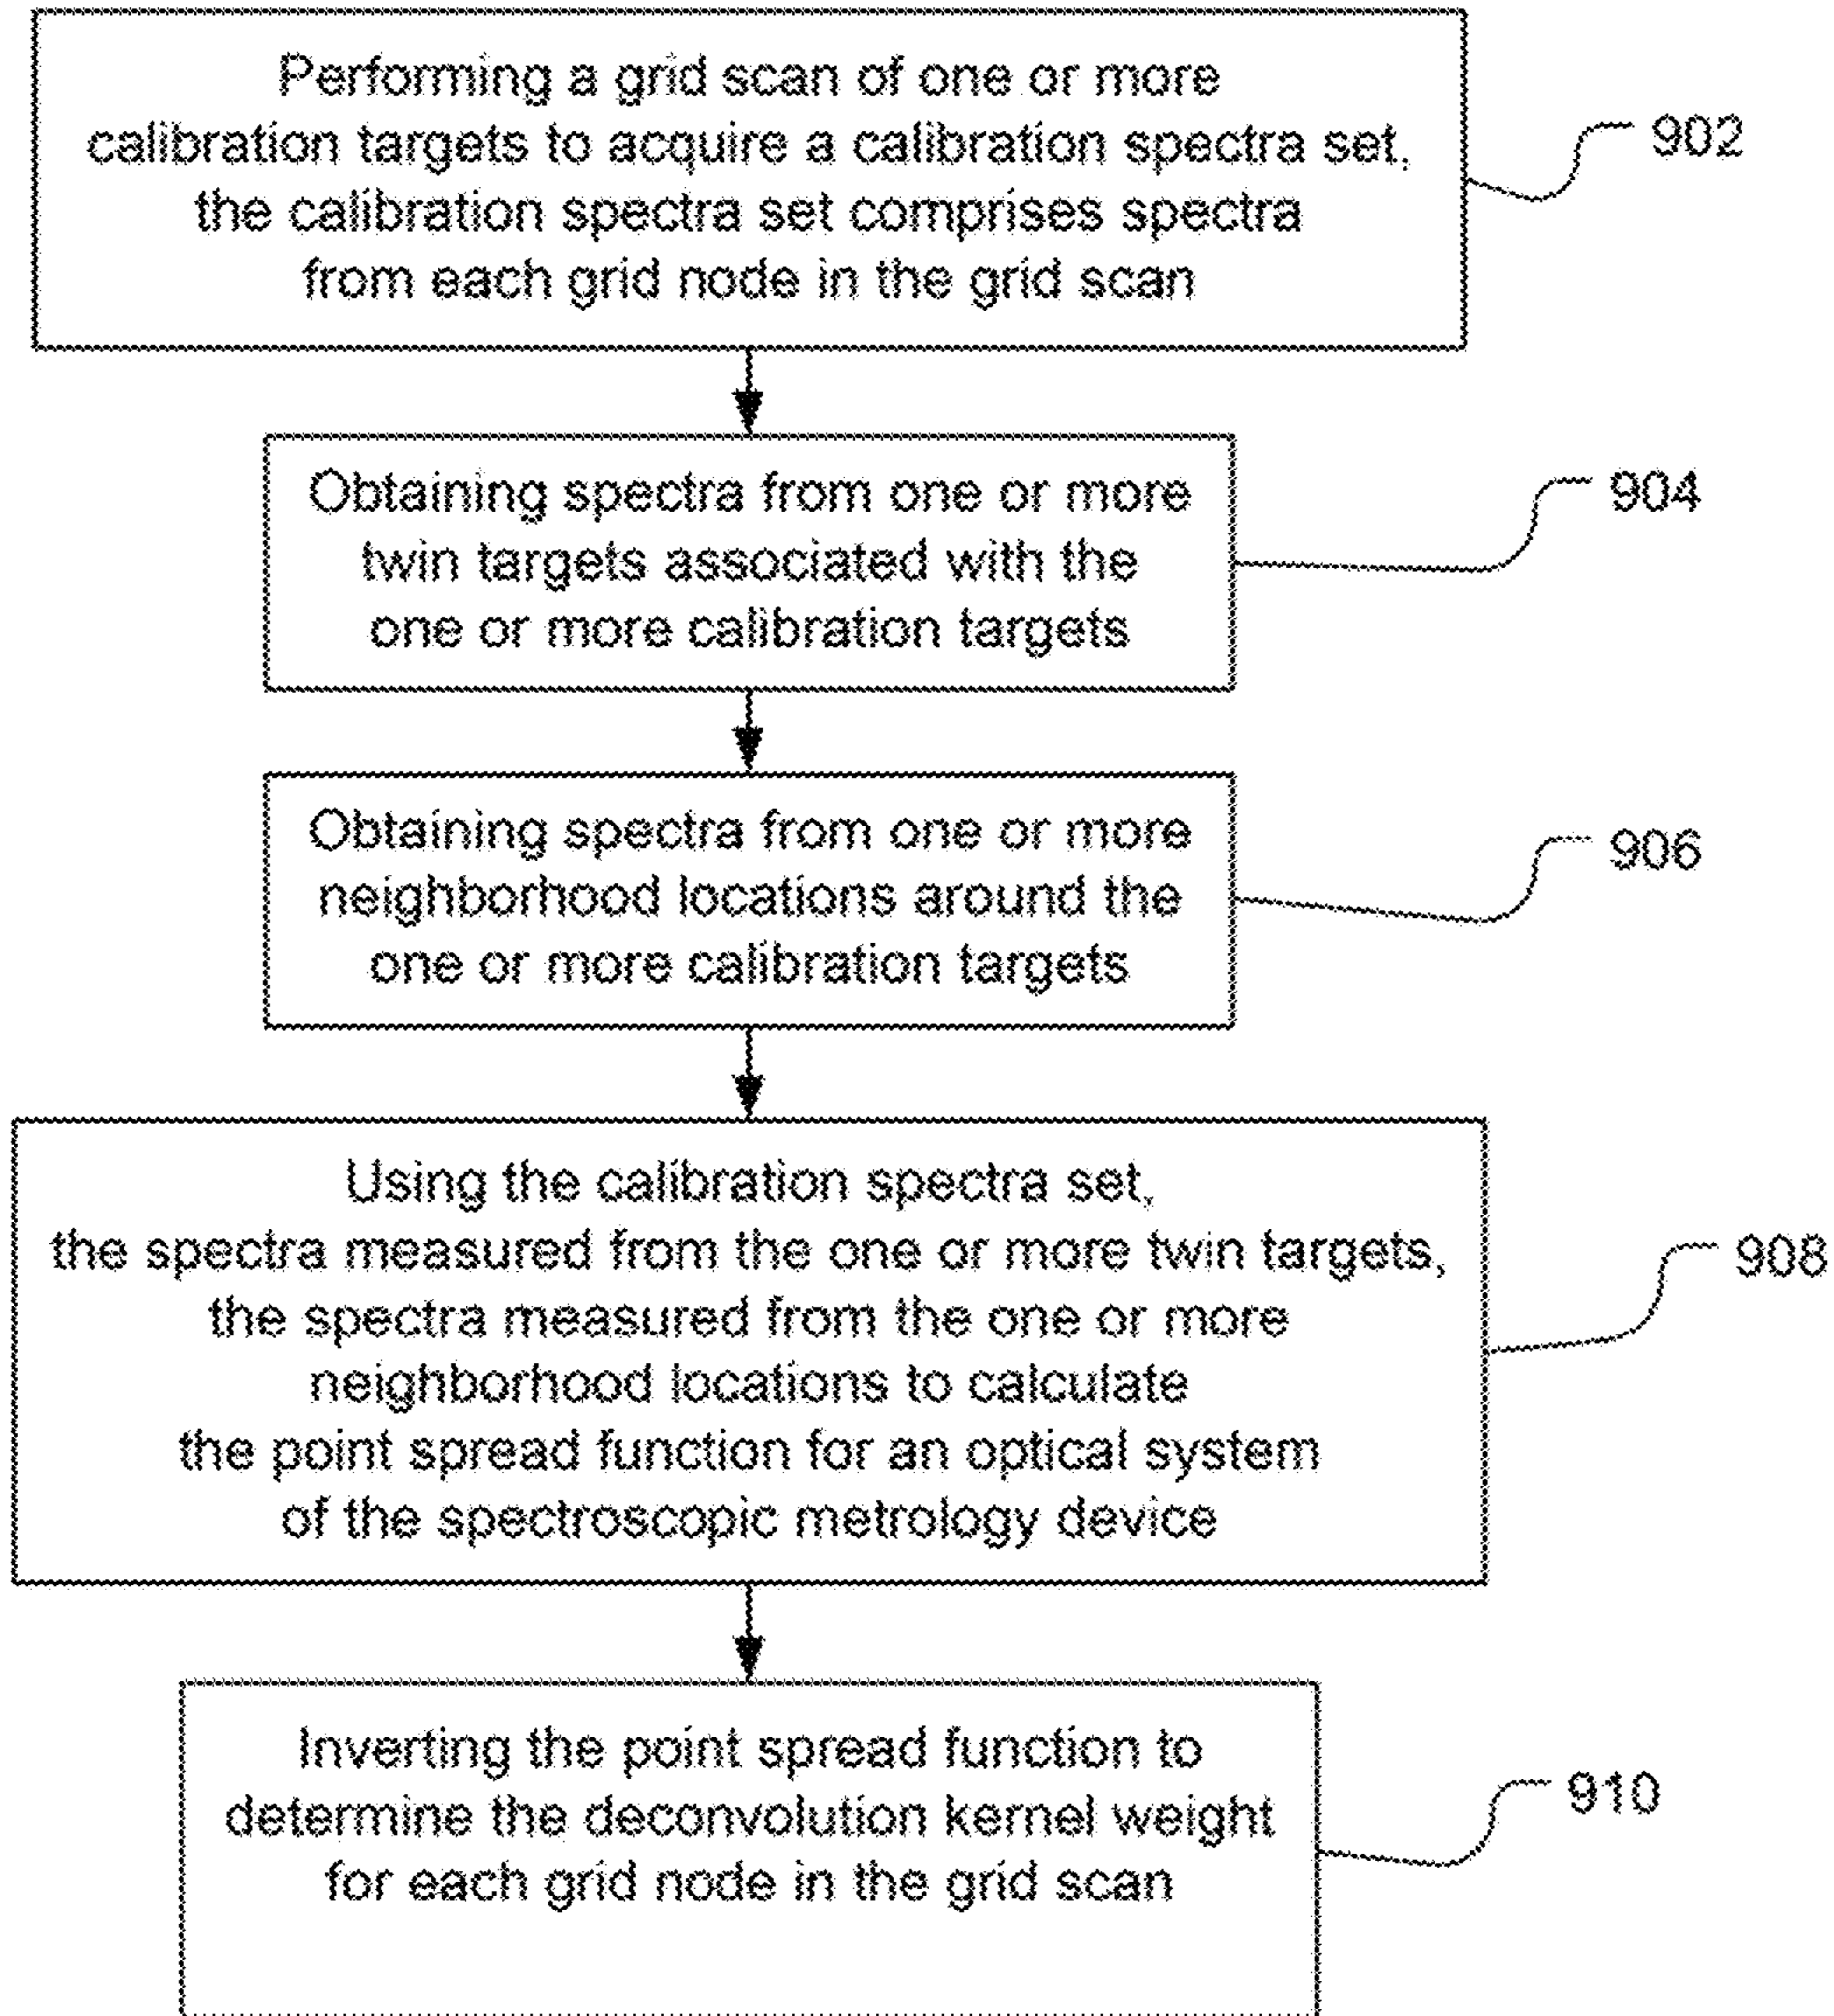 Performing a grid scan of one or more
calibration targets to acquire a calibration spectra set,
the calibration spectra set comprises spectra
from each grid node in the grid scan
902
Obtaining spectra from one or more
twin targets associated with the
one or more calibration targets
904
Obtaining spectra from one or more
neighborhood locations around the
one or more calibration targets
906
Using the calibration spectra set,
the spectra measured from the one or more twin targets,
the spectra measured from the one or more
neighborhood locations to calculate
the point spread function for an optical system
of the spectroscopic metrology device
908
Inverting the point spread function to
determine the deconvolution kernel weight
for each grid node in the grid scan
910